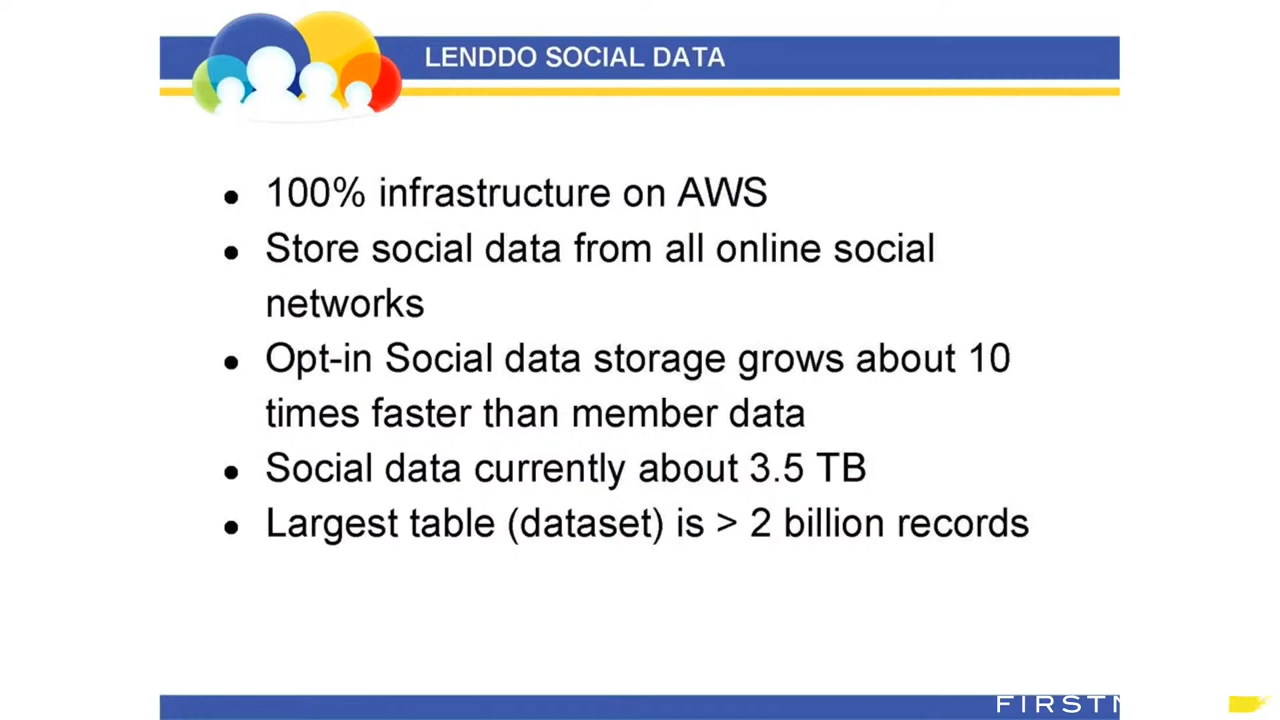 LENDDO SOCIAL DATA
● 100% infrastructure on AWS
● Store social data from all online social
networks
● Opt-in Social data storage grows about 10
times faster than member data
● Social data currently about 3.5 TB
● Largest table (dataset) is > 2 billion records